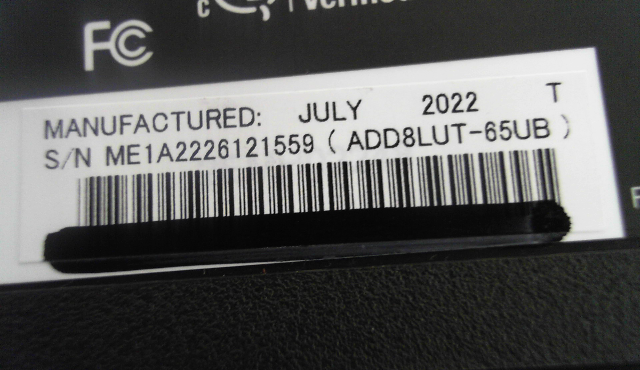 FC
MANUFACTURED: JULY 2022 T
S/N ME1A2226121559 ( ADD8LUT-65UB )